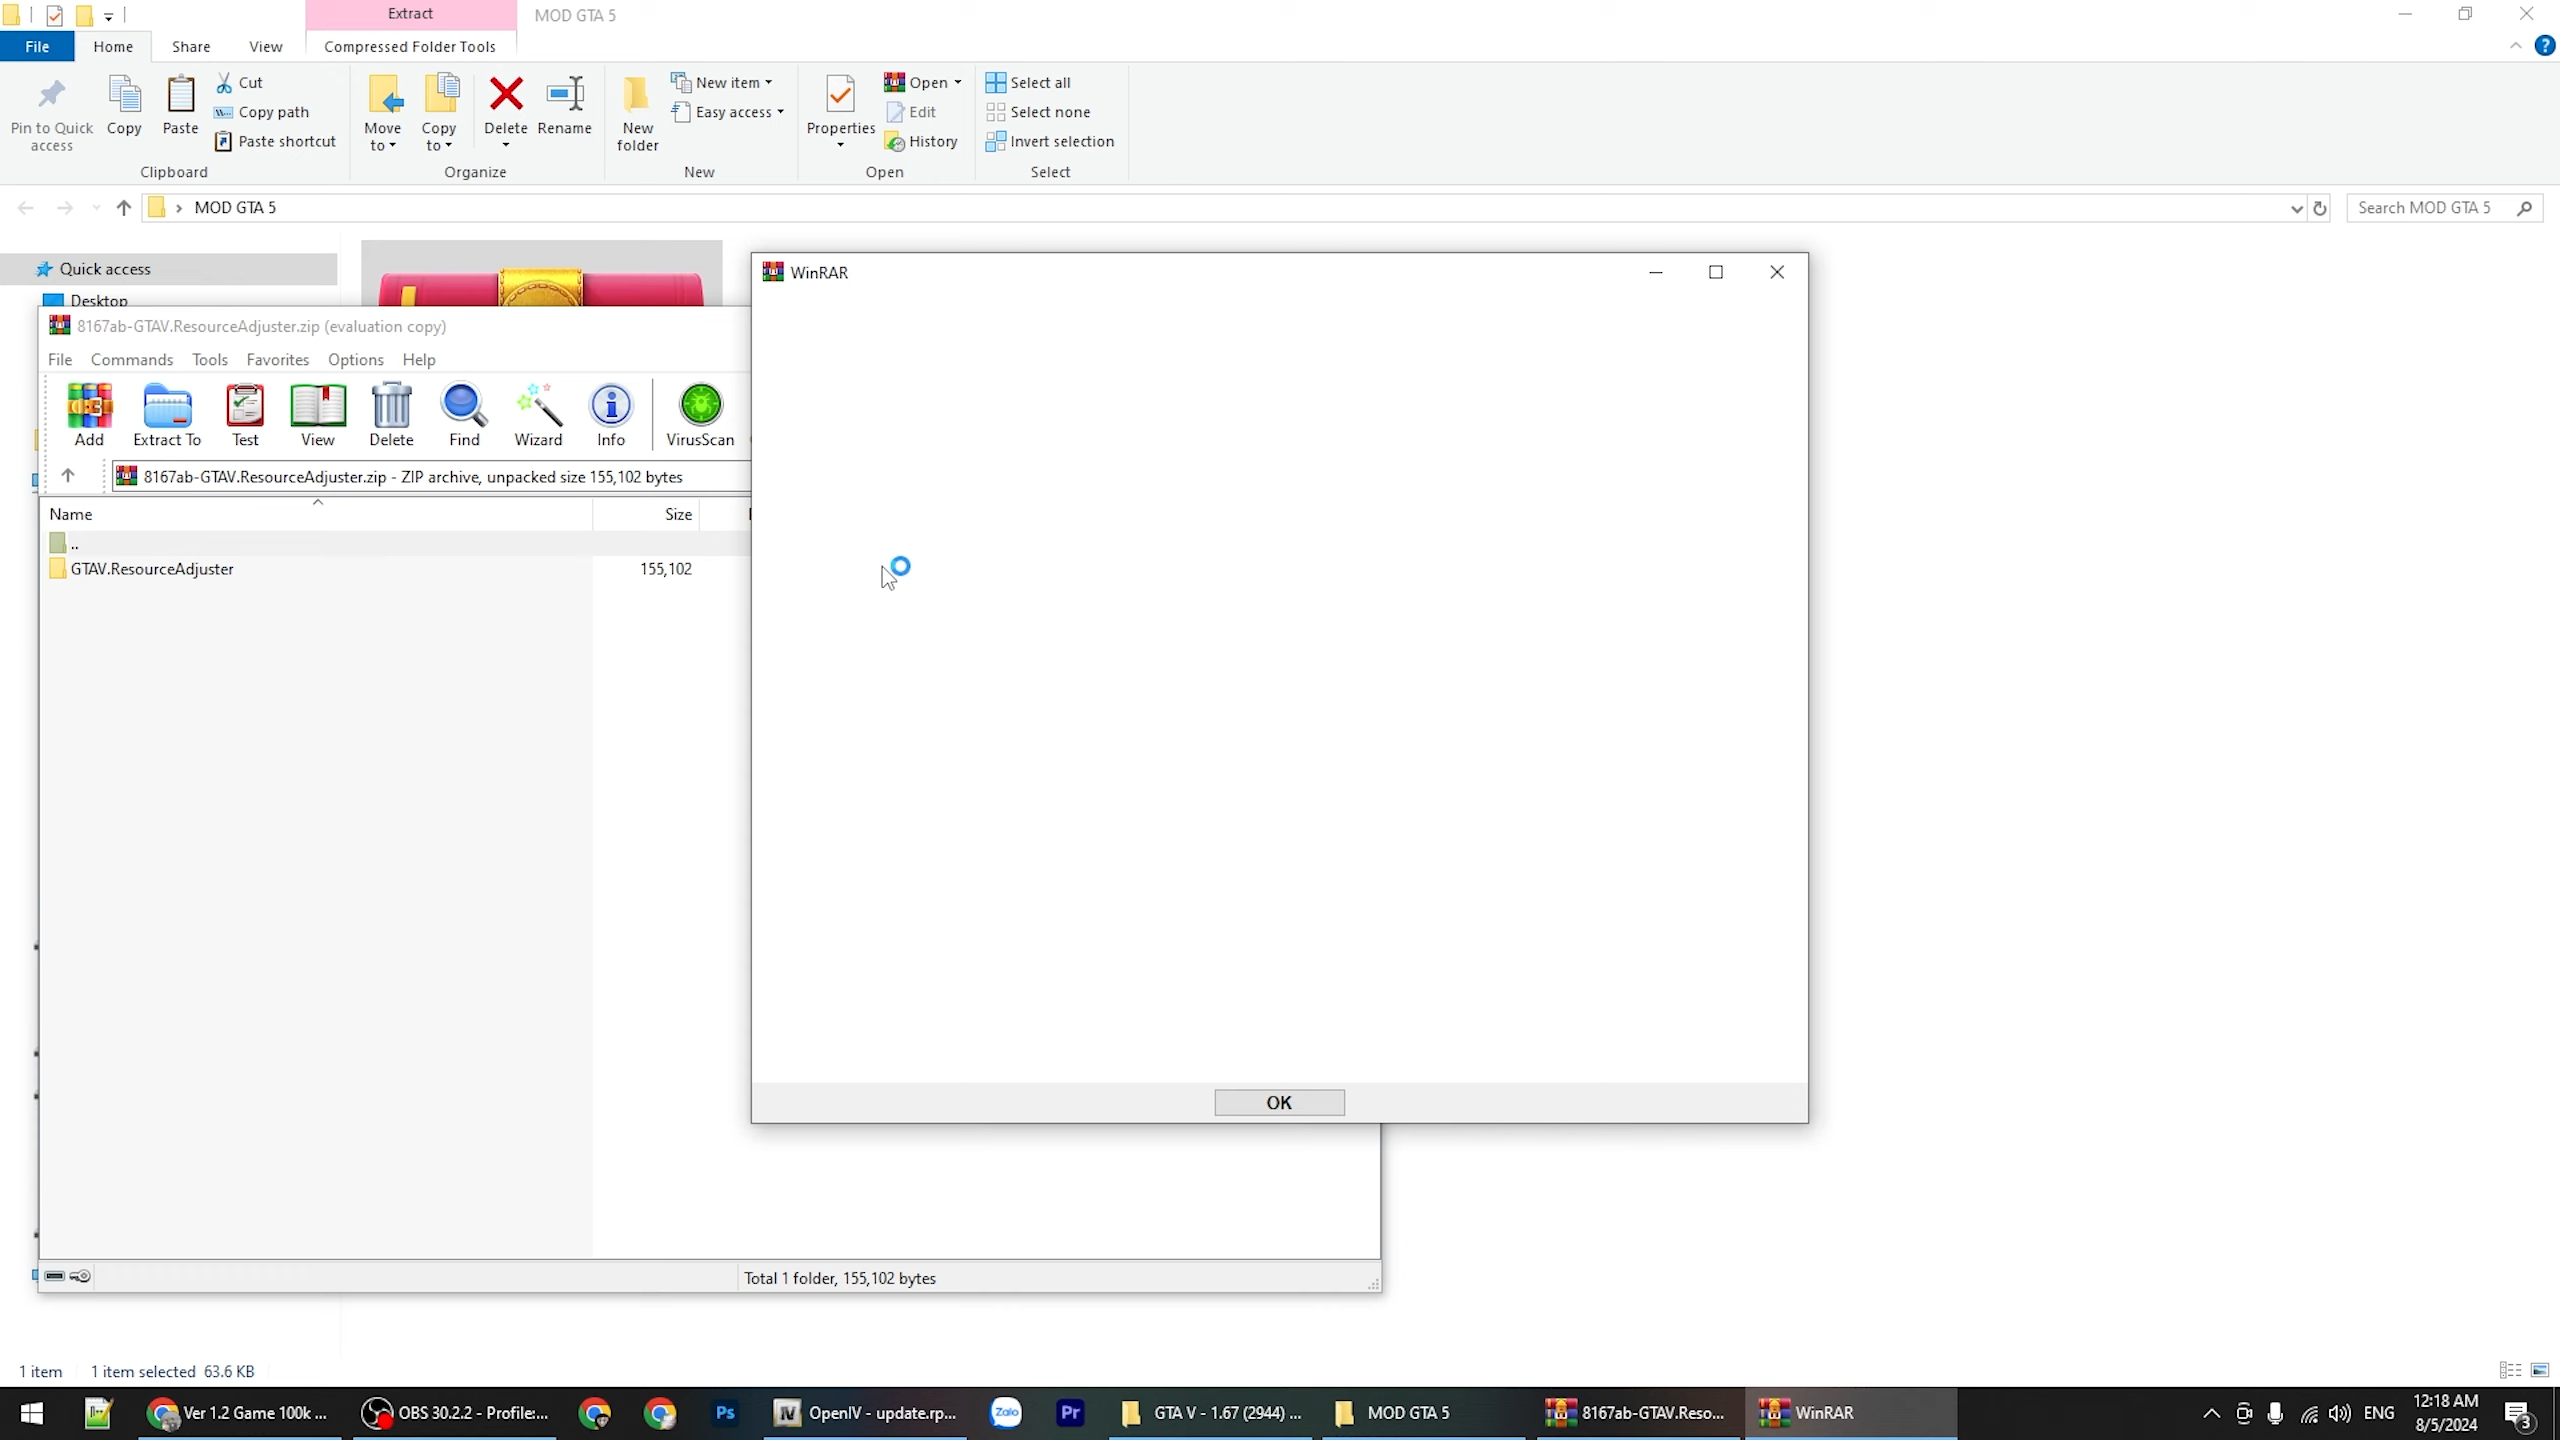 Extract
MOD GTA 5
File
Home
Share
View
Compressed Folder Tools
Pin to Quick access
Copy
Paste
Cut
Copy path
Paste shortcut
Clipboard
Move to
Copy to
Delete
Rename
Organize
New folder
New item
Easy access
New
Properties
Open
Edit
History
Open
Select all
Select none
Invert selection
Select
MOD GTA 5
Search MOD GTA 5
Quick access
Desktop
8167ab-GTAV.ResourceAdjuster.zip (evaluation copy)
File Commands Tools Favorites Options Help
Add
Extract To
Test
View
Delete
Find
Wizard
Info
VirusScan
8167ab-GTAV.ResourceAdjuster.zip - ZIP archive, unpacked size 155,102 bytes
Name
Size
..
GTAV.ResourceAdjuster
155,102
WinRAR
OK
Total 1 folder, 155,102 bytes
1 item
1 item selected 63.6 KB
Ver 1.2 Game 100k ...
OBS 30.2.2 - Profile:...
Ps
IV
OpenIV - update.rp...
Zalo
Pr
GTA V - 1.67 (2944) ...
MOD GTA 5
8167ab-GTAV.Reso...
WinRAR
ENG
12:18 AM
8/5/2024
3